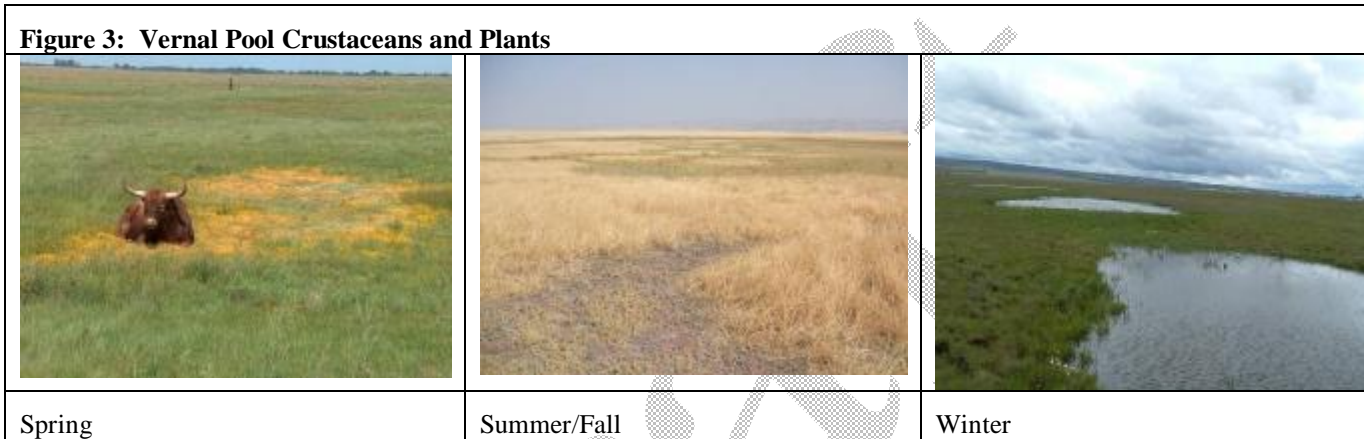 Figure 3: Vernal Pool Crustaceans and Plants
Spring
Summer/Fall
Winter